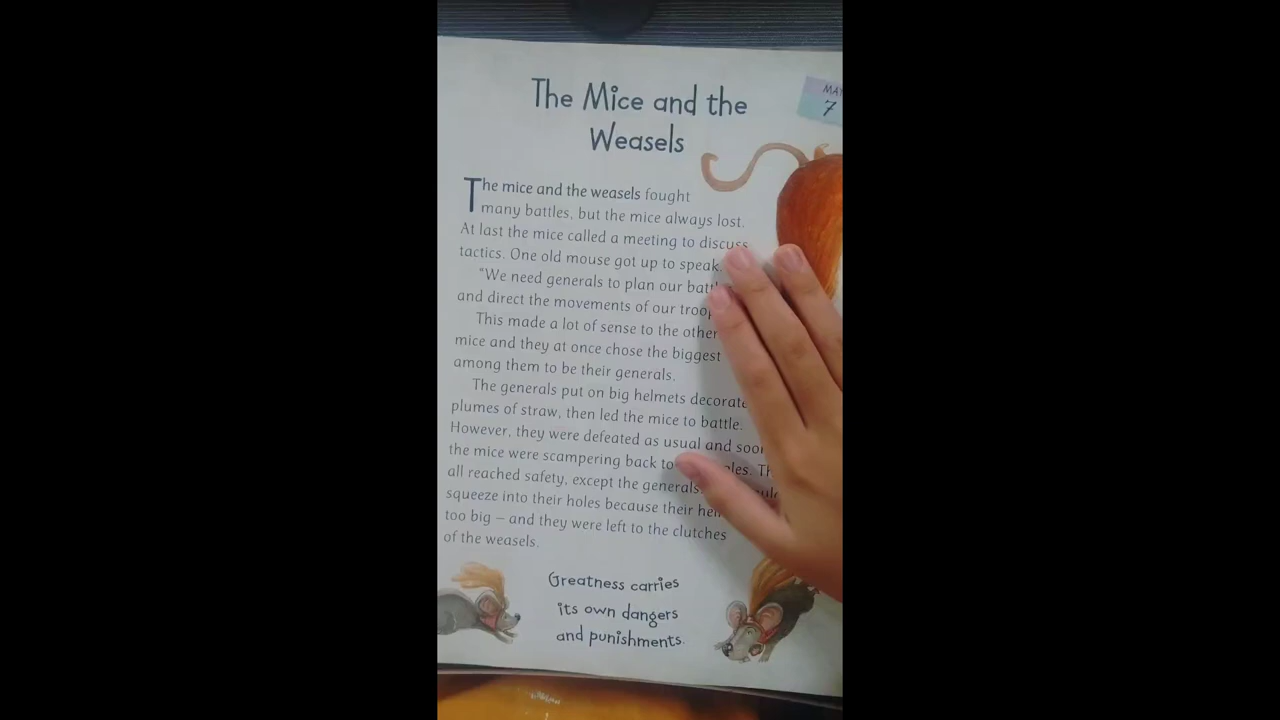 The Mice and the
Weasels
MAY
7
The mice and the weasels fought
many battles, but the mice always lost.
At last the mice called a meeting to discuss
tactics. One old mouse got up to speak.
"We need generals to plan our
and direct the movements of our
This made a lot of sense to the other
mice and they at once chose the biggest
among them to be their generals.
The generals put on big helmets
plumes of straw, then led the mice to battle.
However, they were defeated as usual and
the mice were scampering back to
all reached safety, except the generals
squeeze into their holes because their
too big – and they were left to the clutches
of the weasels.
Greatness carries
its own dangers
and punishments.